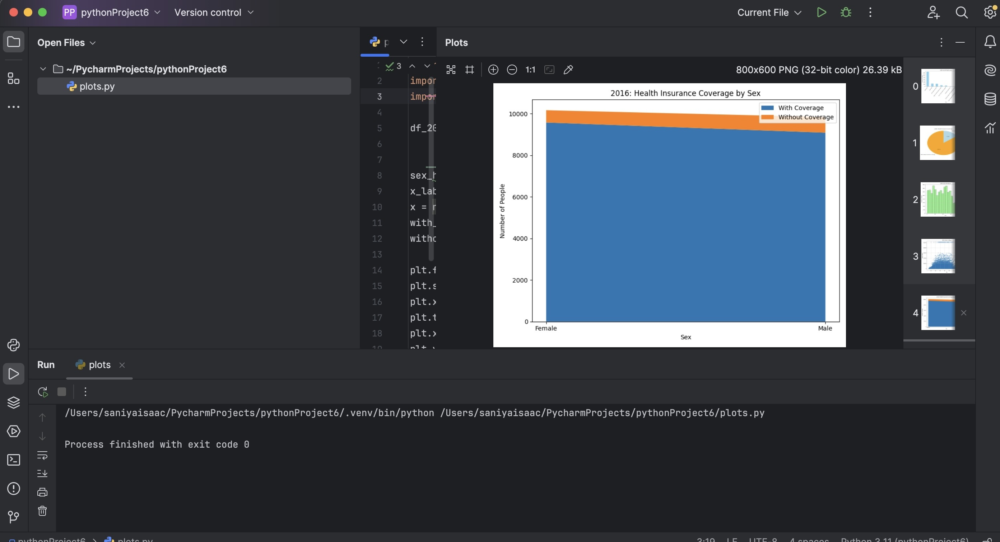 PP pythonProject6 Version control Current File
Open Files
~/PycharmProjects/pythonProject6
plots.py
3
2 impor
3 impor
4
5 df_20
6
7
8 sex_h
9 x_lab
10 x = n
11 with_
12 witho
13
14 plt.f
15 plt.s
16 plt.x
17 plt.t
18 plt.x
Plots
1:1 800x600 PNG (32-bit color) 26.39 kB
2016: Health Insurance Coverage by Sex
With Coverage
Without Coverage
Number of People
10000
8000
6000
4000
2000
0
Female Male
Sex
0
1
2
3
4
Run plots
/Users/saniyaisaac/PycharmProjects/pythonProject6/.venv/bin/python /Users/saniyaisaac/PycharmProjects/pythonProject6/plots.py
Process finished with exit code 0
pythonProject6 > plots.py 3:19 LF UTF-8 4 spaces Python 3.11 (pythonProject6)